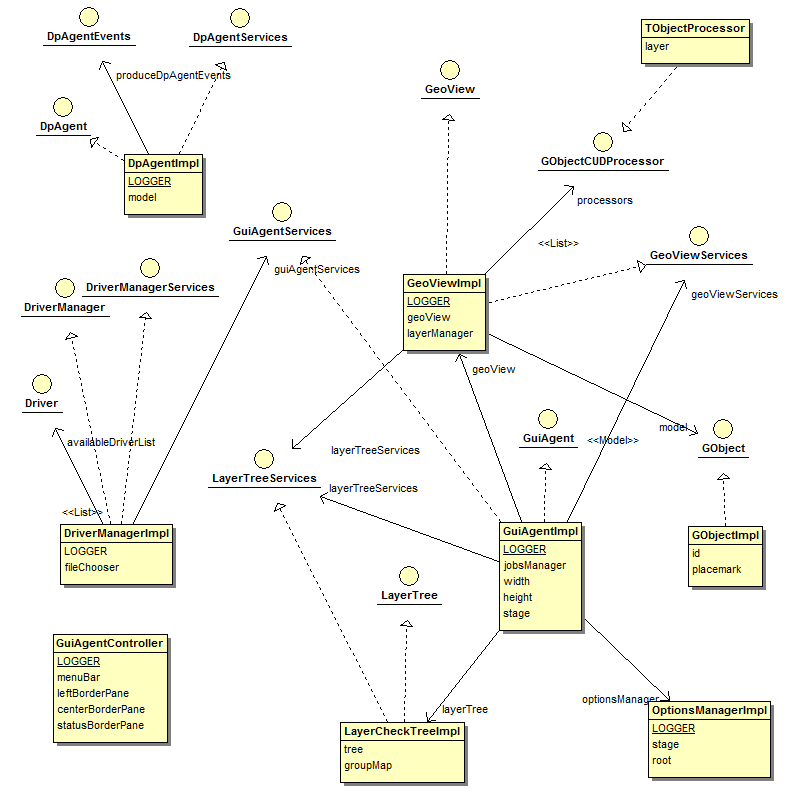 DpAgentEvents
DpAgentServices
TObjectProcessor
layer
produceDpAgentEvents
GeoView
DpAgent
GObjectCUDProcessor
DpAgentImpl
LOGGER
model
processors
GuiAgentServices
<<List>>
GeoViewServices
guiAgentServices
DriverManagerServices
DriverManager
GeoViewImpl
LOGGER
geoView
layerManager
geoViewServices
geoView
Driver
availableDriverList
GuiAgent
<<Model>>
model
GObject
layerTreeServices
LayerTreeServices
layerTreeServices
<<List>>
DriverManagerImpl
LOGGER
fileChooser
GuiAgentImpl
LOGGER
jobsManager
width
height
stage
GObjectImpl
id
placemark
LayerTree
GuiAgentController
LOGGER
menuBar
leftBorderPane
centerBorderPane
statusBorderPane
layerTree
optionsManager
LayerCheckTreeImpl
tree
groupMap
OptionsManagerImpl
LOGGER
stage
root